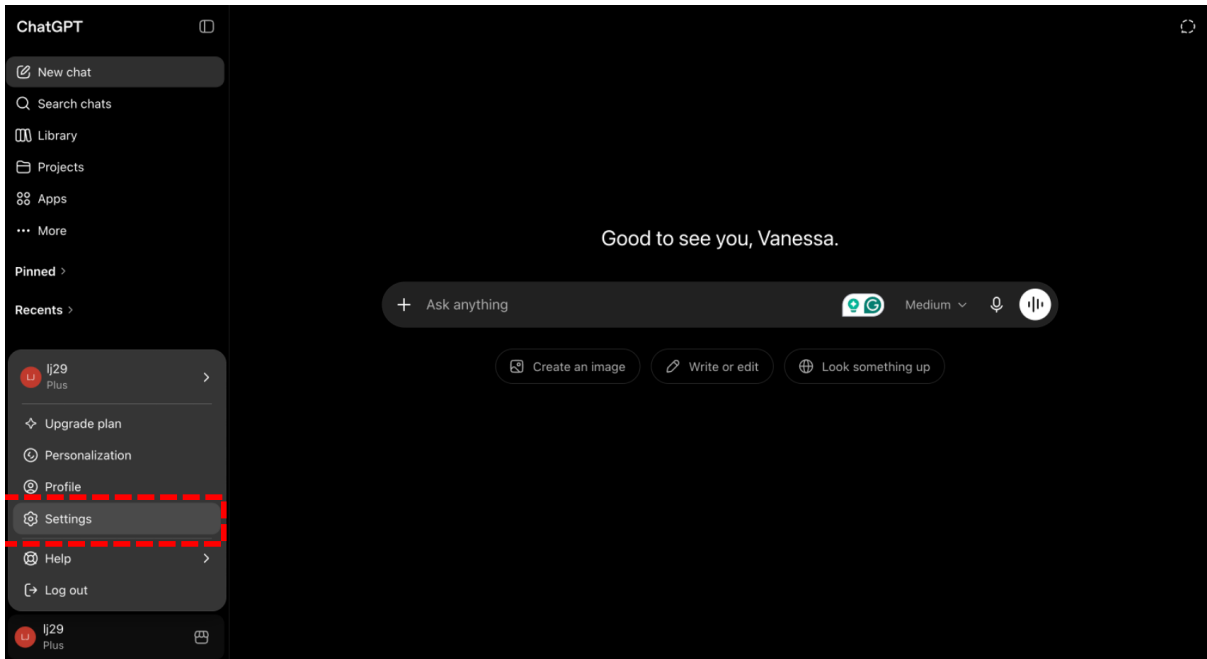 ChatGPT
New chat
Search chats
Library
Projects
Apps
More
Pinned
Recents
lj29
Plus
Upgrade plan
Personalization
Profile
Settings
Help
Log out
lj29
Plus
Good to see you, Vanessa.
Ask anything
Medium
Create an image
Write or edit
Look something up